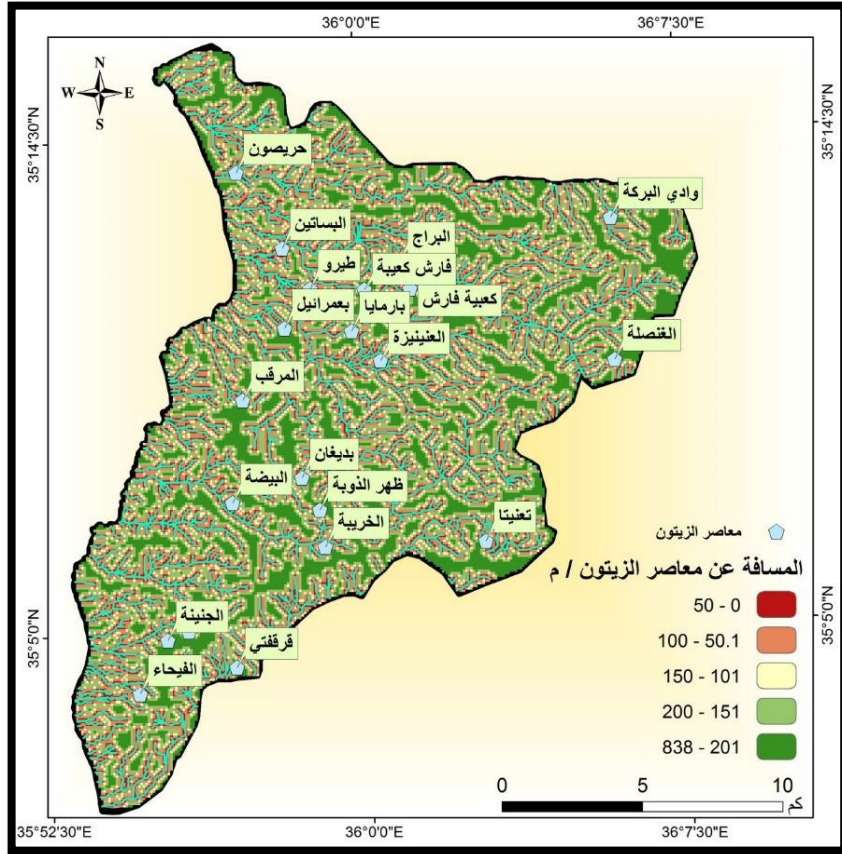 36°0'0"E
36°7'30"E
N
W
E
S
35°14'30"N
35°14'30"N
حريصون
وادي البركة
البساتين
البراج
طيرو
فارش كعيبة
بعمرائيل
بارمايا
كعيبة فارش
العنينيزة
الغنصلة
المرقب
بديغان
البيضة
ظهر الذوبة
الخريبة
تعنيتا
معاصر الزيتون
المسافة عن معاصر الزيتون / م
50 - 0
100 - 50.1
150 - 101
200 - 151
838 - 201
35°5'0"N
35°5'0"N
الجنينة
قرقفتي
الفيحاء
0
5
10
كم
35°52'30"E
36°0'0"E
36°7'30"E